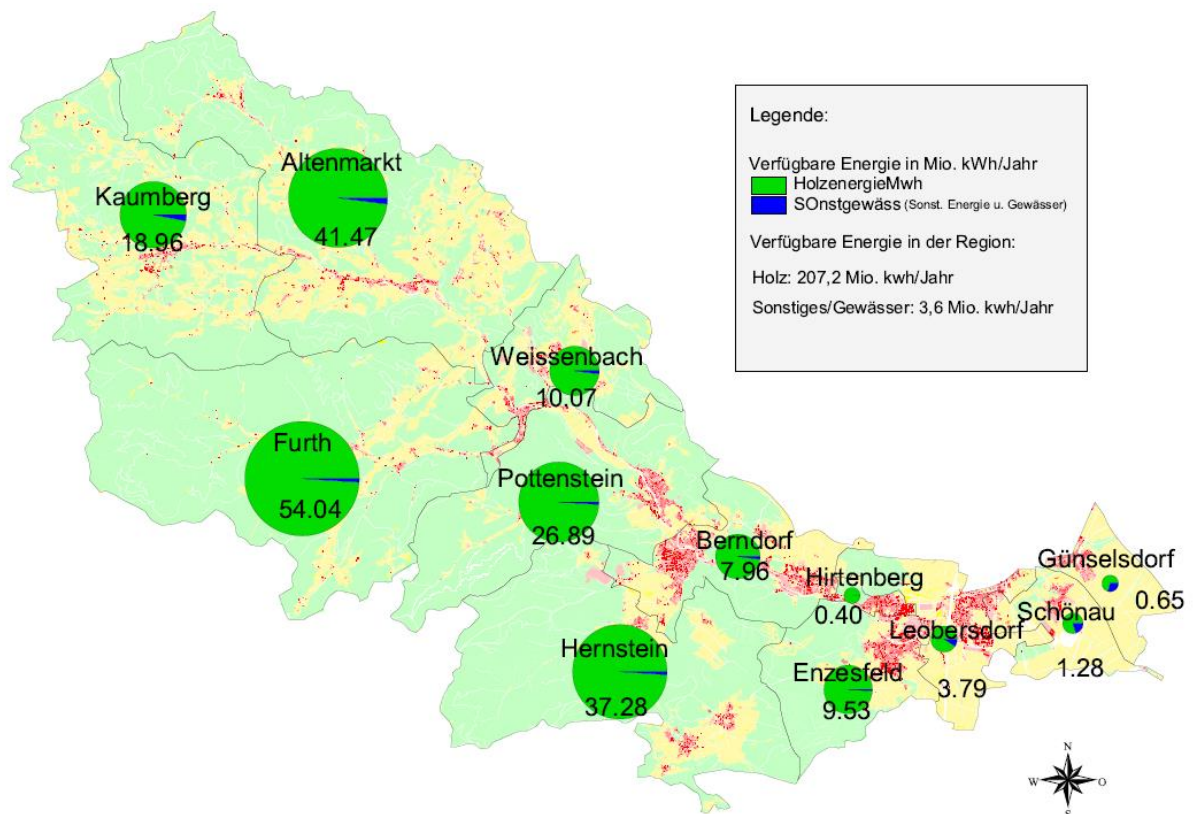 Legende:
Verfügbare Energie in Mio. kWh/Jahr
HolzenergieMwh
SOnstgewäss (Sonst. Energie u. Gewässer)
Verfügbare Energie in der Region:
Holz: 207,2 Mio. kwh/Jahr
Sonstiges/Gewässer: 3,6 Mio. kwh/Jahr
Altenmarkt
41.47
Kaumberg
18.96
Weissenbach
10.07
Furth
54.04
Pottenstein
26.89
Berndorf
7.96
Hirtenberg
0.40
Günselsdorf
0.65
Schönau
1.28
Leobersdorf
3.79
Hernstein
37.28
Enzesfeld
9.53
N
W O
S